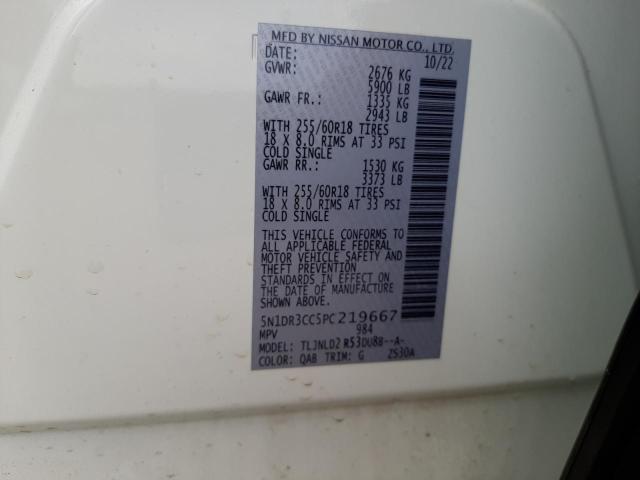 MFD BY NISSAN MOTOR CO., LTD.
DATE: 10/22
GVWR: 2676 KG
5900 LB
GAWR FR.: 1335 KG
2943 LB
WITH 255/60R18 TIRES
18 X 8.0 RIMS AT 33 PSI
COLD SINGLE
GAWR RR.: 1530 KG
3373 LB
WITH 255/60R18 TIRES
18 X 8.0 RIMS AT 33 PSI
COLD SINGLE
THIS VEHICLE CONFORMS TO
ALL APPLICABLE FEDERAL
MOTOR VEHICLE SAFETY AND
THEFT PREVENTION
STANDARDS IN EFFECT ON
THE DATE OF MANUFACTURE
SHOWN ABOVE.
5N1DR3CC5PC219667
MPV 984
MODEL: TLJNLD2 R53DU8B--A-
COLOR: QAB TRIM: G ZS30A